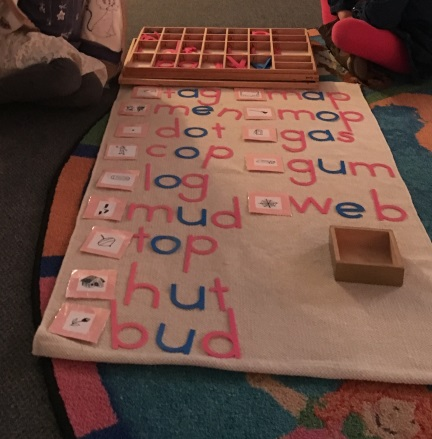 tag map
men mop
dot gas
cop gum
log web
mud
top
hut
bud